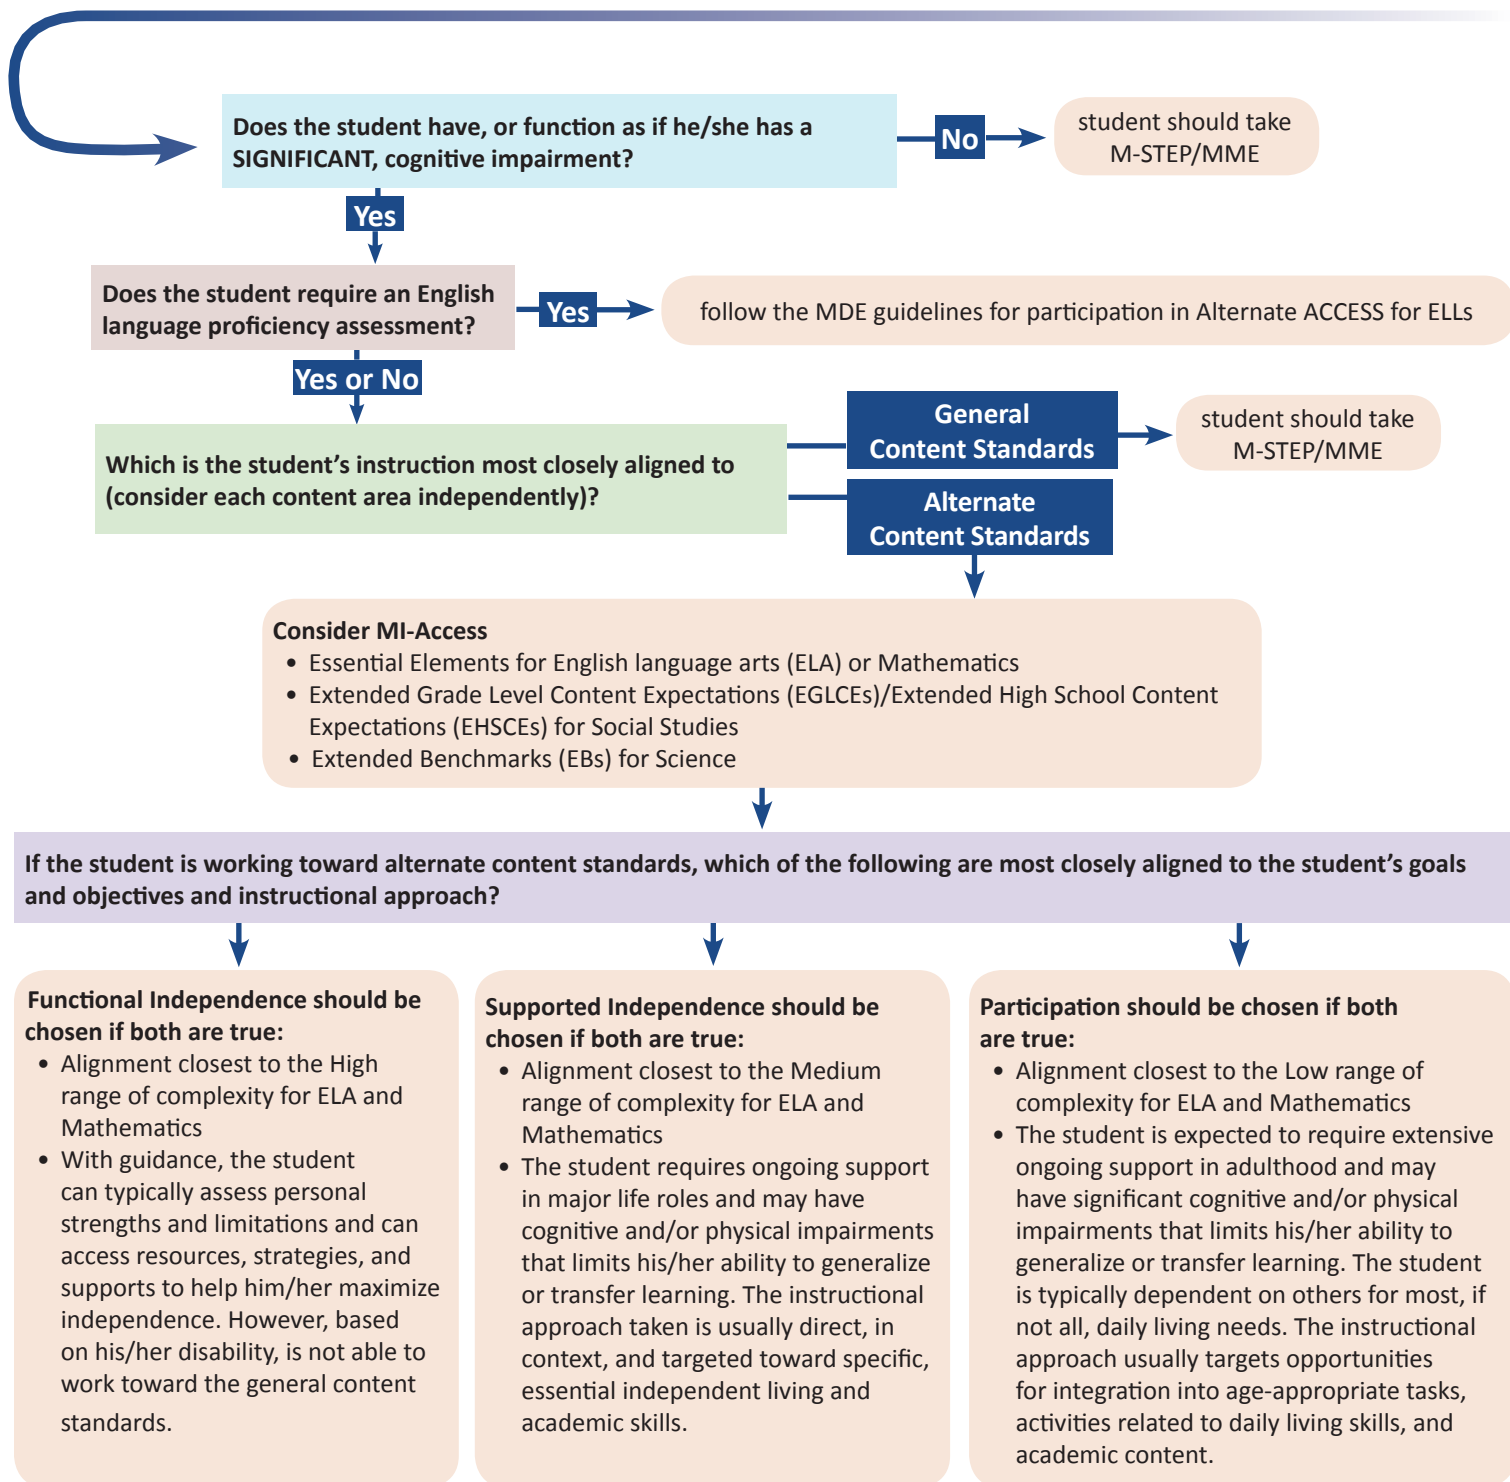 Does the student have, or function as if he/she has a
SIGNIFICANT, cognitive impairment?
No
student should take
M-STEP/MME
Yes
Does the student require an English
language proficiency assessment?
Yes
follow the MDE guidelines for participation in Alternate ACCESS for ELLs
Yes or No
Which is the student’s instruction most closely aligned to
(consider each content area independently)?
General
Content Standards
student should take
M-STEP/MME
Alternate
Content Standards
Consider MI-Access
• Essential Elements for English language arts (ELA) or Mathematics
• Extended Grade Level Content Expectations (EGLCEs)/Extended High School Content
Expectations (EHSCEs) for Social Studies
• Extended Benchmarks (EBs) for Science
If the student is working toward alternate content standards, which of the following are most closely aligned to the student’s goals
and objectives and instructional approach?
Functional Independence should be
chosen if both are true:
• Alignment closest to the High
range of complexity for ELA and
Mathematics
• With guidance, the student
can typically assess personal
strengths and limitations and can
access resources, strategies, and
supports to help him/her maximize
independence. However, based
on his/her disability, is not able to
work toward the general content
standards.
Supported Independence should be
chosen if both are true:
• Alignment closest to the Medium
range of complexity for ELA and
Mathematics
• The student requires ongoing support
in major life roles and may have
cognitive and/or physical impairments
that limits his/her ability to generalize
or transfer learning. The instructional
approach taken is usually direct, in
context, and targeted toward specific,
essential independent living and
academic skills.
Participation should be chosen if both
are true:
• Alignment closest to the Low range of
complexity for ELA and Mathematics
• The student is expected to require extensive
ongoing support in adulthood and may
have significant cognitive and/or physical
impairments that limits his/her ability to
generalize or transfer learning. The student
is typically dependent on others for most, if
not all, daily living needs. The instructional
approach usually targets opportunities
for integration into age-appropriate tasks,
activities related to daily living skills, and
academic content.